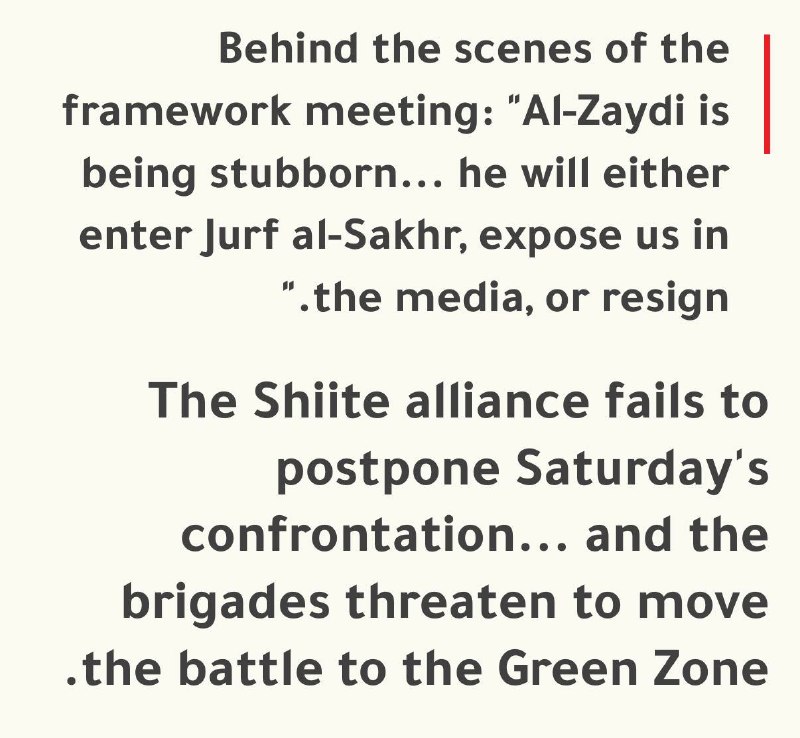 Behind the scenes of the
framework meeting: "Al-Zaydi is
being stubborn... he will either
enter Jurf al-Sakhr, expose us in
".the media, or resign
The Shiite alliance fails to
postpone Saturday's
confrontation... and the
brigades threaten to move
.the battle to the Green Zone